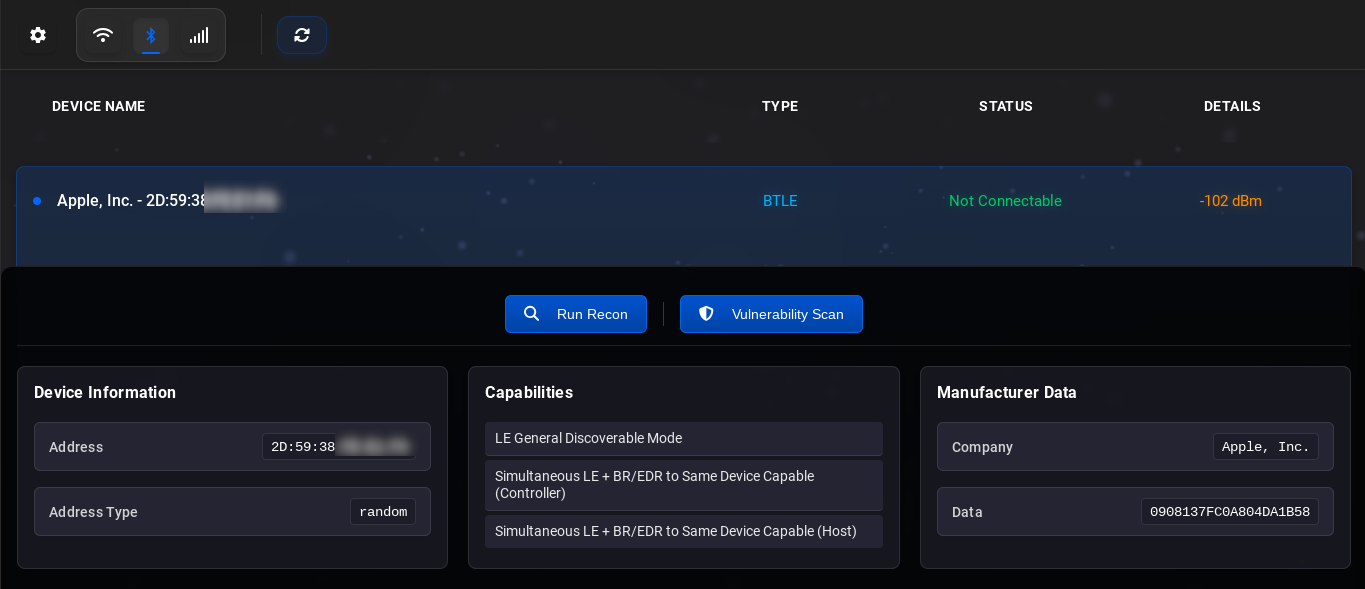 DEVICE NAME TYPE STATUS DETAILS
Apple, Inc. - 2D:59:38 BTLE Not Connectable -102 dBm
Run Recon Vulnerability Scan
Device Information
Address 2D:59:38
Address Type random
Capabilities
LE General Discoverable Mode
Simultaneous LE + BR/EDR to Same Device Capable
(Controller)
Simultaneous LE + BR/EDR to Same Device Capable (Host)
Manufacturer Data
Company Apple, Inc.
Data 0908137FC0A804DA1B58